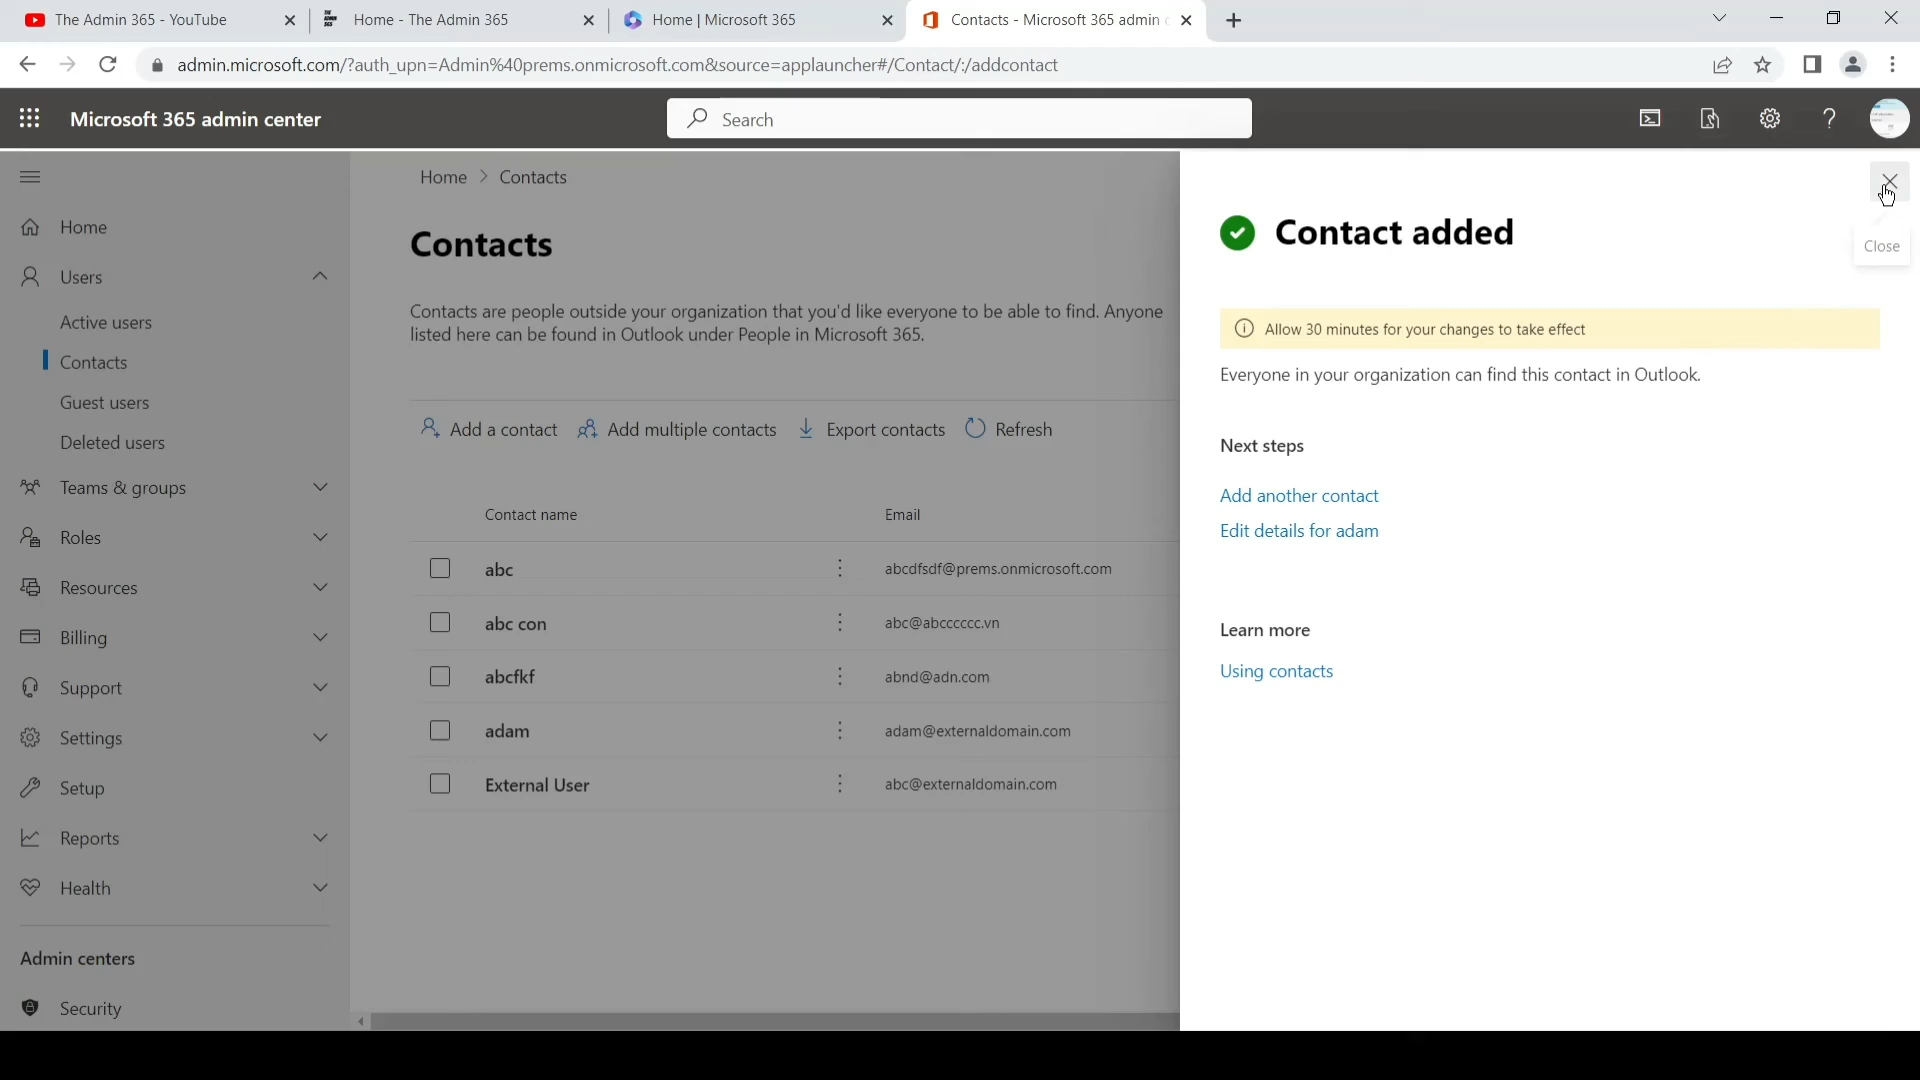 The Admin 365 - YouTube
Home - The Admin 365
Home | Microsoft 365
Contacts - Microsoft 365 admin c
admin.microsoft.com/?auth_upn=Admin%40prems.onmicrosoft.com&source=applauncher#/Contact/:/addcontact
Microsoft 365 admin center
Search
Home
Users
Active users
Contacts
Guest users
Deleted users
Teams & groups
Roles
Resources
Billing
Support
Settings
Setup
Reports
Health
Admin centers
Security
Home > Contacts
Contacts
Contacts are people outside your organization that you'd like everyone to be able to find. Anyone
listed here can be found in Outlook under People in Microsoft 365.
Add a contact Add multiple contacts Export contacts Refresh
Contact name Email
abc abcdfsdf@prems.onmicrosoft.com
abc con abc@abcccccc.vn
abcfkf abnd@adn.com
adam adam@externaldomain.com
External User abc@externaldomain.com
Close
Contact added
Allow 30 minutes for your changes to take effect
Everyone in your organization can find this contact in Outlook.
Next steps
Add another contact
Edit details for adam
Learn more
Using contacts